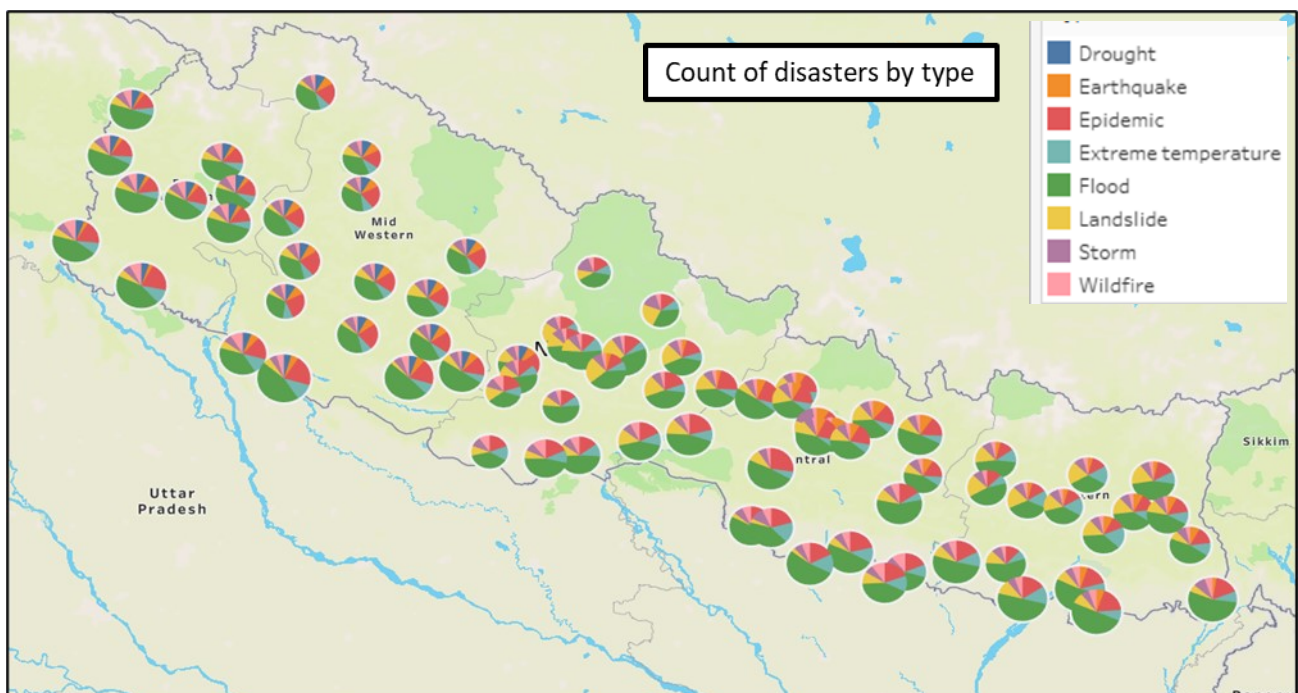 Count of disasters by type
Drought
Earthquake
Epidemic
Extreme temperature
Flood
Landslide
Storm
Wildfire
Mid
Western
Sikkim
Uttar
Pradesh